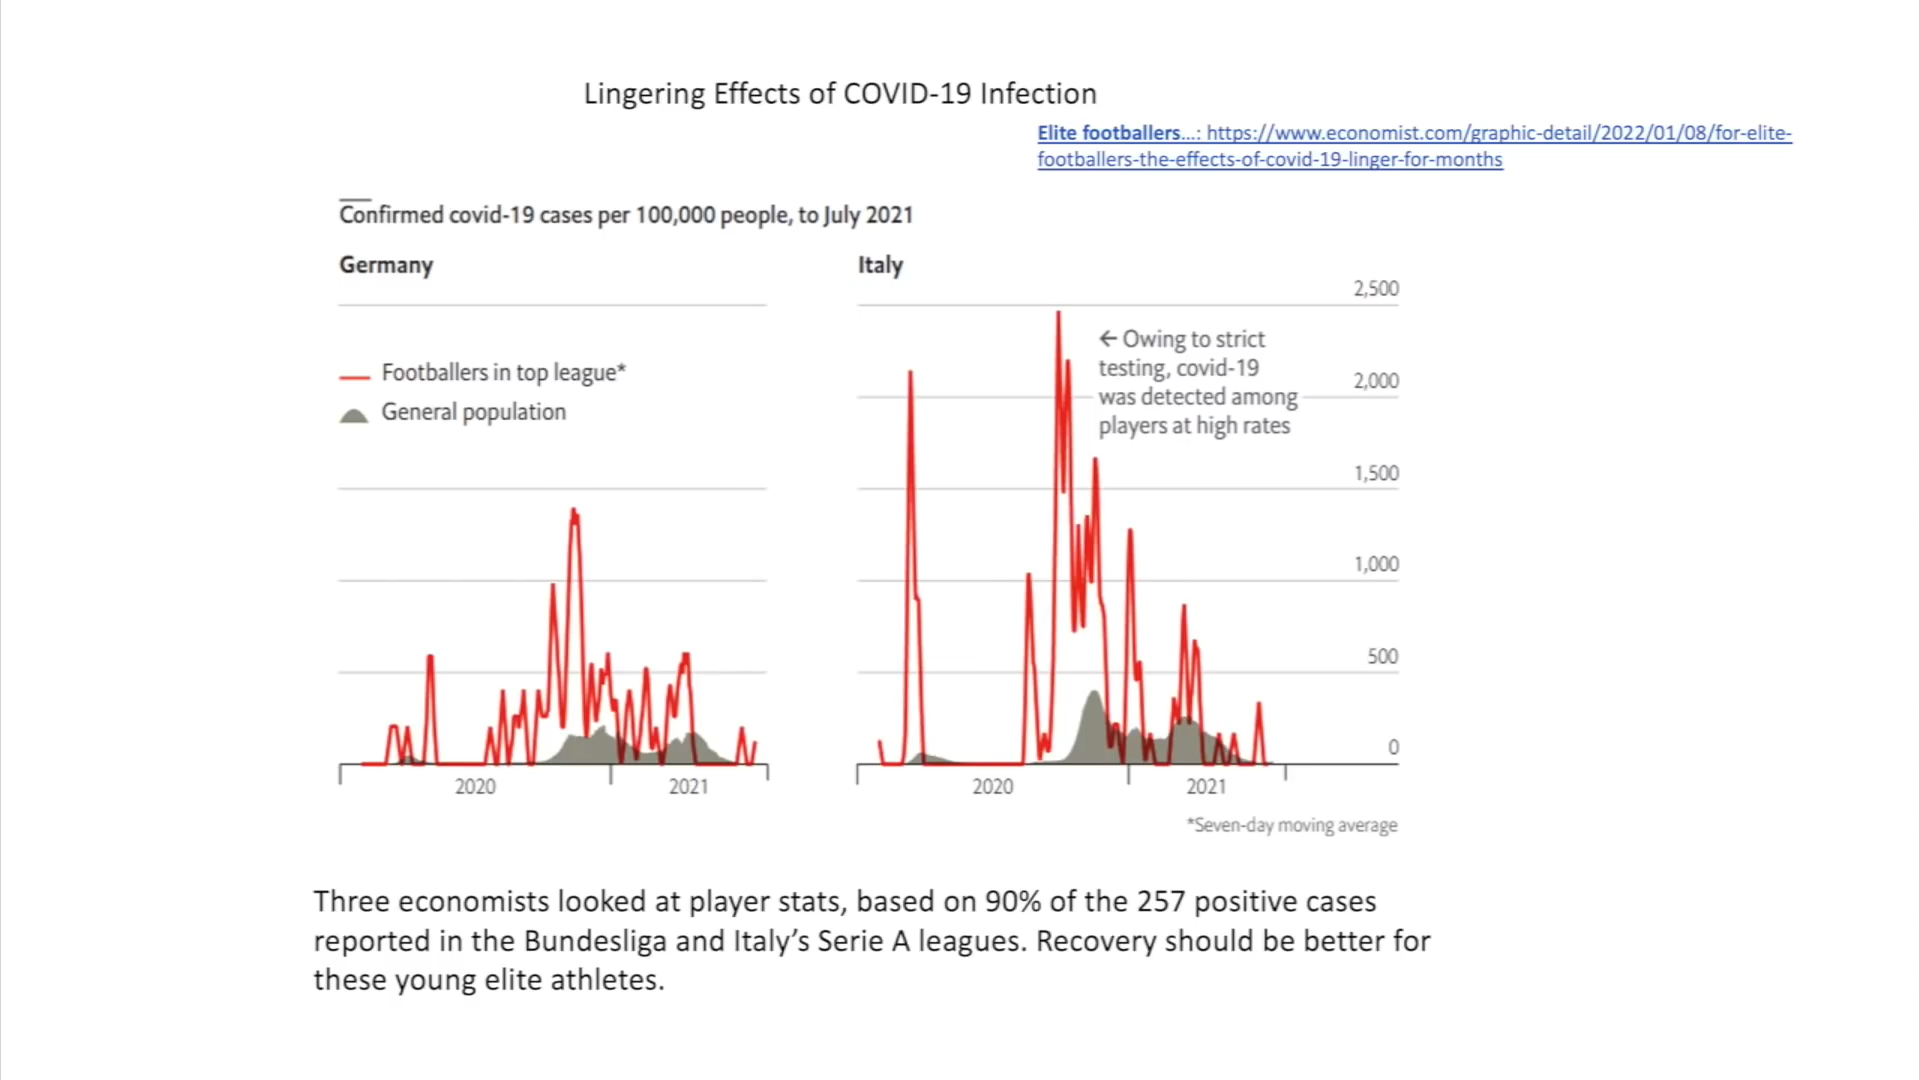 Lingering Effects of COVID-19 Infection
Elite footballers...: https://www.economist.com/graphic-detail/2022/01/08/for-elite-
footballers-the-effects-of-covid-19-linger-for-months
Confirmed covid-19 cases per 100,000 people, to July 2021
Germany
Footballers in top league*
General population
2020
2021
Italy
2,500
← Owing to strict
testing, covid-19
was detected among
players at high rates
2,000
1,500
1,000
500
0
2020
2021
*Seven-day moving average
Three economists looked at player stats, based on 90% of the 257 positive cases
reported in the Bundesliga and Italy’s Serie A leagues. Recovery should be better for
these young elite athletes.